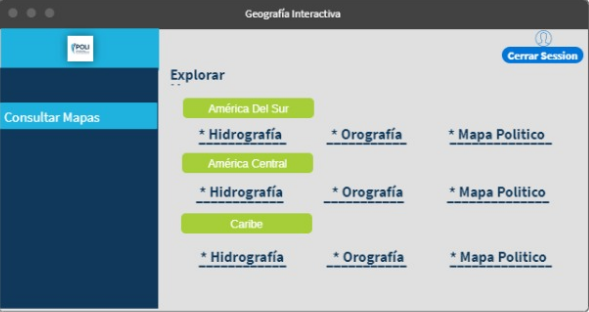 Geografía Interactiva
POLI
Cerrar Session
Explorar
Consultar Mapas
América Del Sur
* Hidrografía * Orografía * Mapa Politico
América Central
* Hidrografía * Orografía * Mapa Politico
Caribe
* Hidrografía * Orografía * Mapa Politico